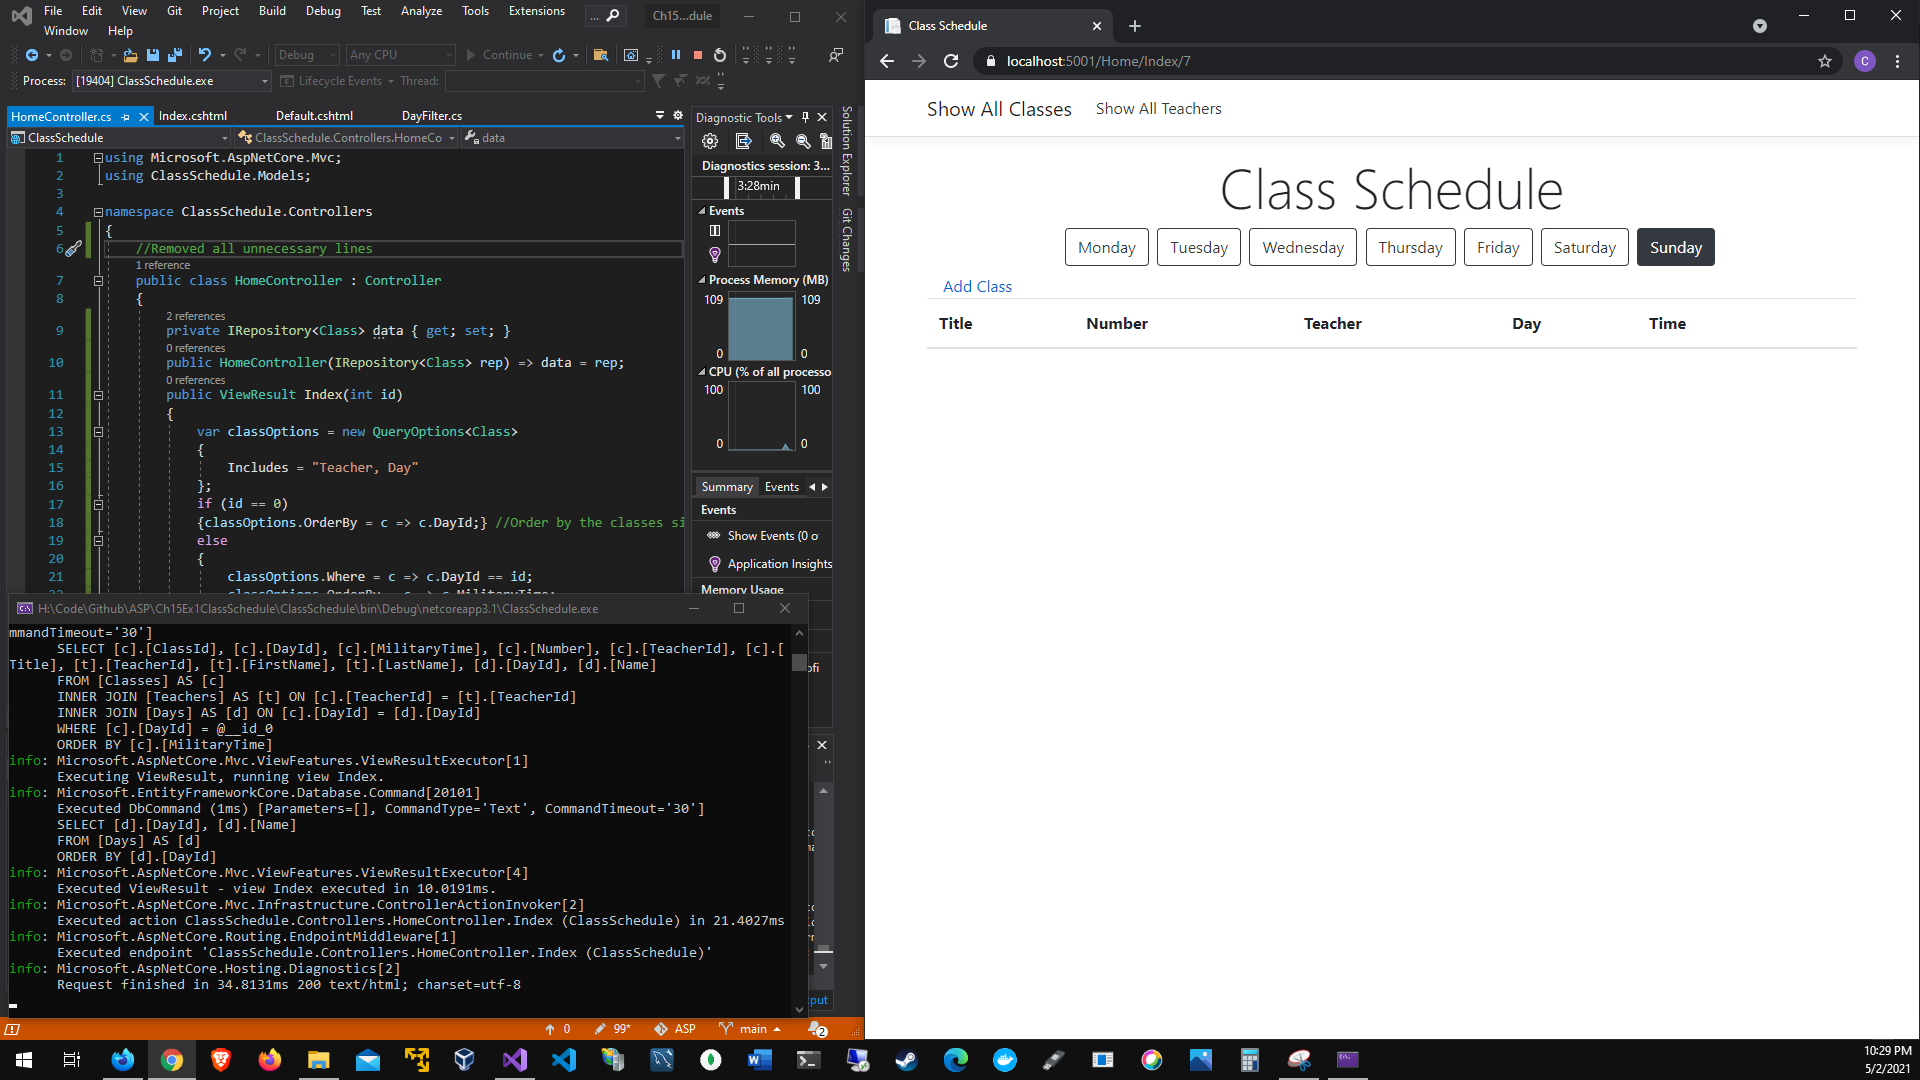 File Edit View Git Project Build Debug Test Analyze Tools Extensions ... Ch15...dule
Window Help
Debug Any CPU Continue
Process: [19404] ClassSchedule.exe Lifecycle Events Thread:
HomeController.cs Index.cshtml Default.cshtml DayFilter.cs
ClassSchedule ClassSchedule.Controllers.HomeCo data
1 using Microsoft.AspNetCore.Mvc;
2 using ClassSchedule.Models;
3
4 namespace ClassSchedule.Controllers
5 {
6 //Removed all unnecessary lines
1 reference
7 public class HomeController : Controller
8 {
2 references
9 private IRepository<Class> data { get; set; }
0 references
10 public HomeController(IRepository<Class> rep) => data = rep;
0 references
11 public ViewResult Index(int id)
12 {
13 var classOptions = new QueryOptions<Class>
14 {
15 Includes = "Teacher, Day"
16 };
17 if (id == 0)
18 {classOptions.OrderBy = c => c.DayId;} //Order by the classes si
19 else
20 {
21 classOptions.Where = c => c.DayId == id;
Diagnostic Tools
Diagnostics session: 3...
3:28min
Events
Process Memory (MB)
109 109
0 0
CPU (% of all processo
100 100
0 0
Summary Events
Events
Show Events (0 o
Application Insights
Memory Usage
Solution Explorer
Git Changes
H:\Code\Github\ASP\Ch15Ex1ClassSchedule\ClassSchedule\bin\Debug\netcoreapp3.1\ClassSchedule.exe
mmandTimeout='30']
SELECT [c].[ClassId], [c].[DayId], [c].[MilitaryTime], [c].[Number], [c].[TeacherId], [c].[
Title], [t].[TeacherId], [t].[FirstName], [t].[LastName], [d].[DayId], [d].[Name]
FROM [Classes] AS [c]
INNER JOIN [Teachers] AS [t] ON [c].[TeacherId] = [t].[TeacherId]
INNER JOIN [Days] AS [d] ON [c].[DayId] = [d].[DayId]
WHERE [c].[DayId] = @__id_0
ORDER BY [c].[MilitaryTime]
info: Microsoft.AspNetCore.Mvc.ViewFeatures.ViewResultExecutor[1]
Executing ViewResult, running view Index.
info: Microsoft.EntityFrameworkCore.Database.Command[20101]
Executed DbCommand (1ms) [Parameters=[], CommandType='Text', CommandTimeout='30']
SELECT [d].[DayId], [d].[Name]
FROM [Days] AS [d]
ORDER BY [d].[DayId]
info: Microsoft.AspNetCore.Mvc.ViewFeatures.ViewResultExecutor[4]
Executed ViewResult - view Index executed in 10.0191ms.
info: Microsoft.AspNetCore.Mvc.Infrastructure.ControllerActionInvoker[2]
Executed action ClassSchedule.Controllers.HomeController.Index (ClassSchedule) in 21.4027ms
info: Microsoft.AspNetCore.Routing.EndpointMiddleware[1]
Executed endpoint 'ClassSchedule.Controllers.HomeController.Index (ClassSchedule)'
info: Microsoft.AspNetCore.Hosting.Diagnostics[2]
Request finished in 34.8131ms 200 text/html; charset=utf-8
0 99* ASP main 2
Class Schedule
localhost:5001/Home/Index/7 C
Show All Classes Show All Teachers
Class Schedule
Monday Tuesday Wednesday Thursday Friday Saturday Sunday
Add Class
Title Number Teacher Day Time
10:29 PM
5/2/2021